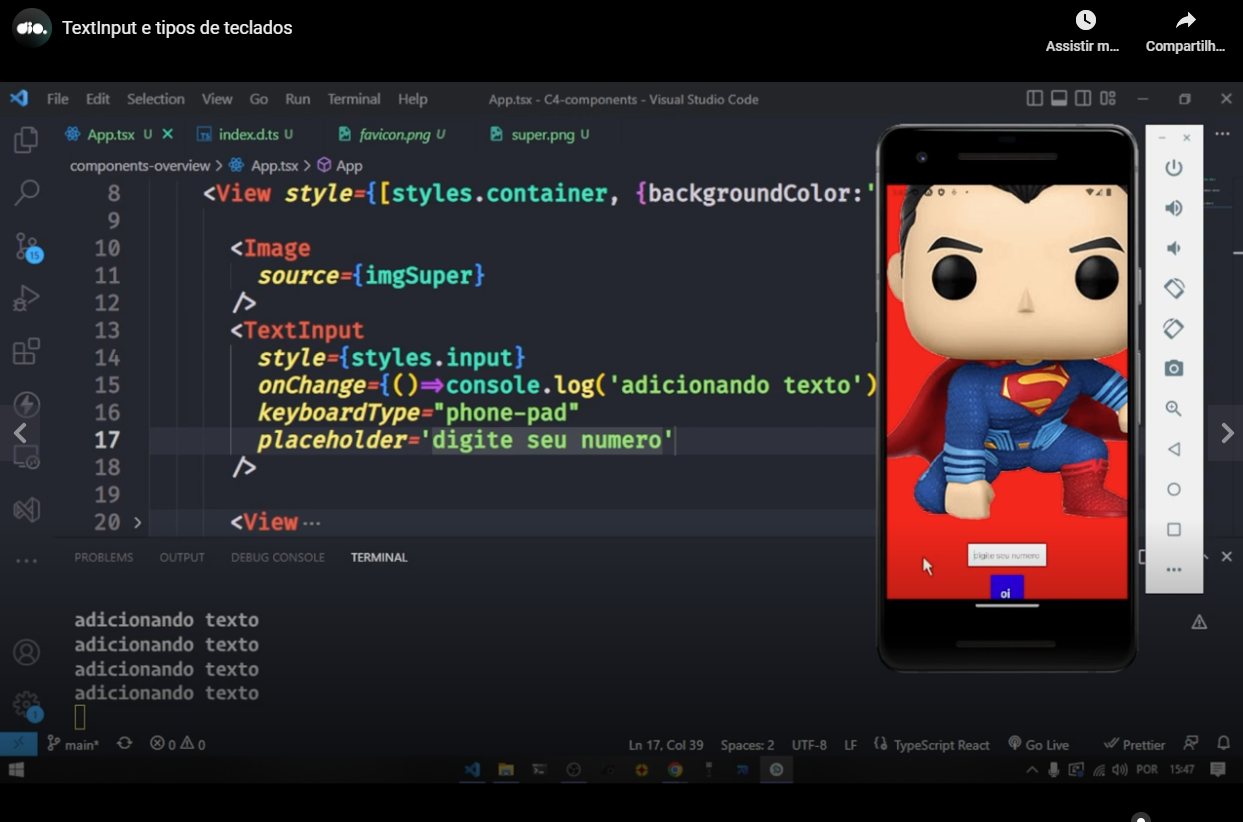 dio.
TextInput e tipos de teclados
Assistir m...
Compartilh...
File Edit Selection View Go Run Terminal Help
App.tsx - C4-components - Visual Studio Code
App.tsx U
TS index.d.ts U
favicon.png U
super.png U
components-overview > App.tsx > App
8 <View style={[styles.container, {backgroundColor:'
9
10 <Image
11 source={imgSuper}
12 />
13 <TextInput
14 style={styles.input}
15 onChange={()=>console.log('adicionando texto')
16 keyboardType="phone-pad"
17 placeholder='digite seu numero'
18 />
19
20 > <View ...
15
digite seu numero
oi
PROBLEMS OUTPUT DEBUG CONSOLE TERMINAL
adicionando texto
adicionando texto
adicionando texto
adicionando texto
1
main* 0 0
Ln 17, Col 39 Spaces: 2 UTF-8 LF TypeScript React Go Live Prettier
POR 15:47